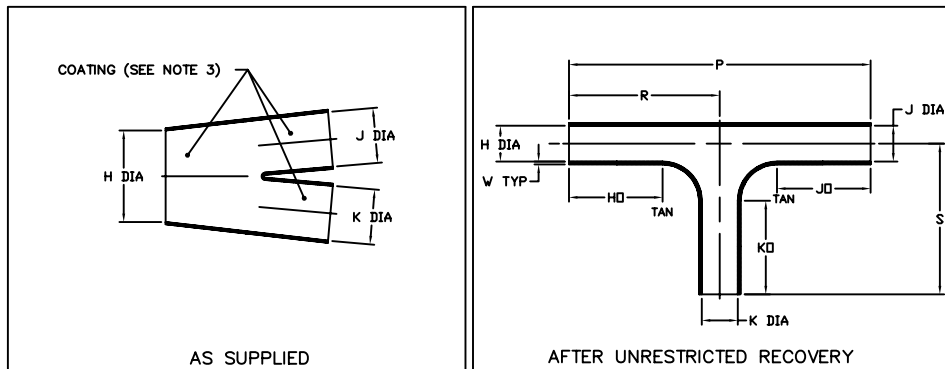 COATING (SEE NOTE 3)
H DIA
J DIA
K DIA
AS SUPPLIED
P
R
J DIA
H DIA
W TYP
HO
TAN
TAN
JO
S
KO
K DIA
AFTER UNRESTRICTED RECOVERY